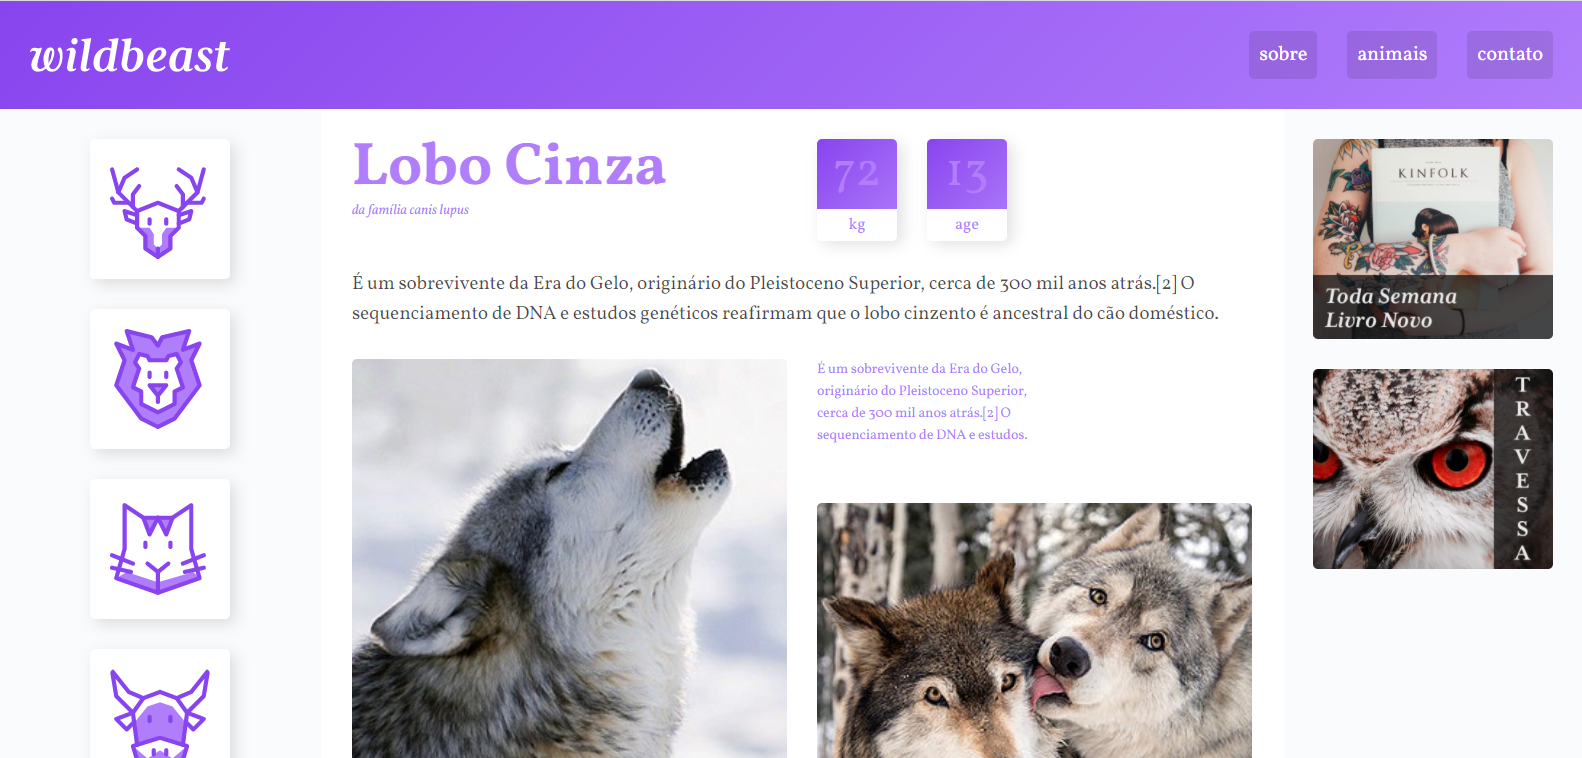 wildbeast
sobre
animais
contato
Lobo Cinza
da família canis lupus
72
kg
13
age
É um sobrevivente da Era do Gelo, originário do Pleistoceno Superior, cerca de 300 mil anos atrás.[2] O
sequenciamento de DNA e estudos genéticos reafirmam que o lobo cinzento é ancestral do cão doméstico.
É um sobrevivente da Era do Gelo,
originário do Pleistoceno Superior,
cerca de 300 mil anos atrás.[2] O
sequenciamento de DNA e estudos.
KINFOLK
Toda Semana
Livro Novo
TRAVESSA